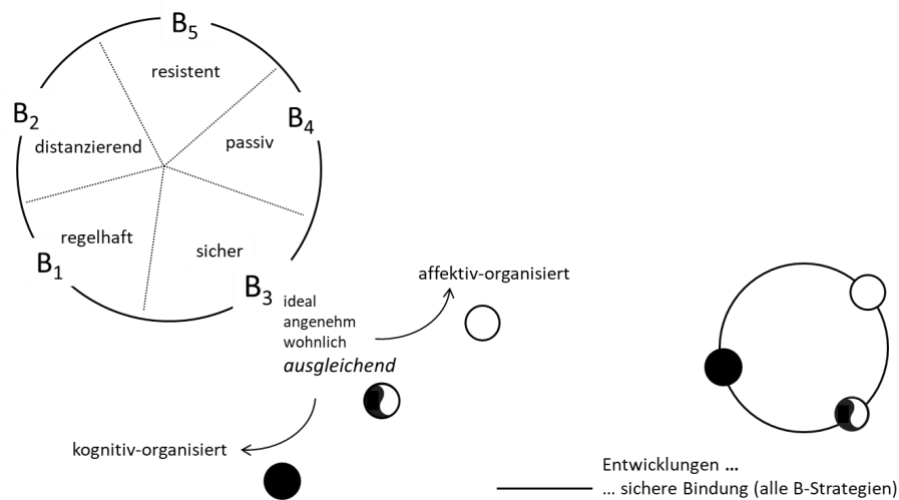 B5
resistent
B2
B4
distanzierend
passiv
regelhaft
sicher
B1
B3
ideal
angenehm
wohnlich
ausgleichend
affektiv-organisiert
kognitiv-organisiert
Entwicklungen ...
... sichere Bindung (alle B-Strategien)